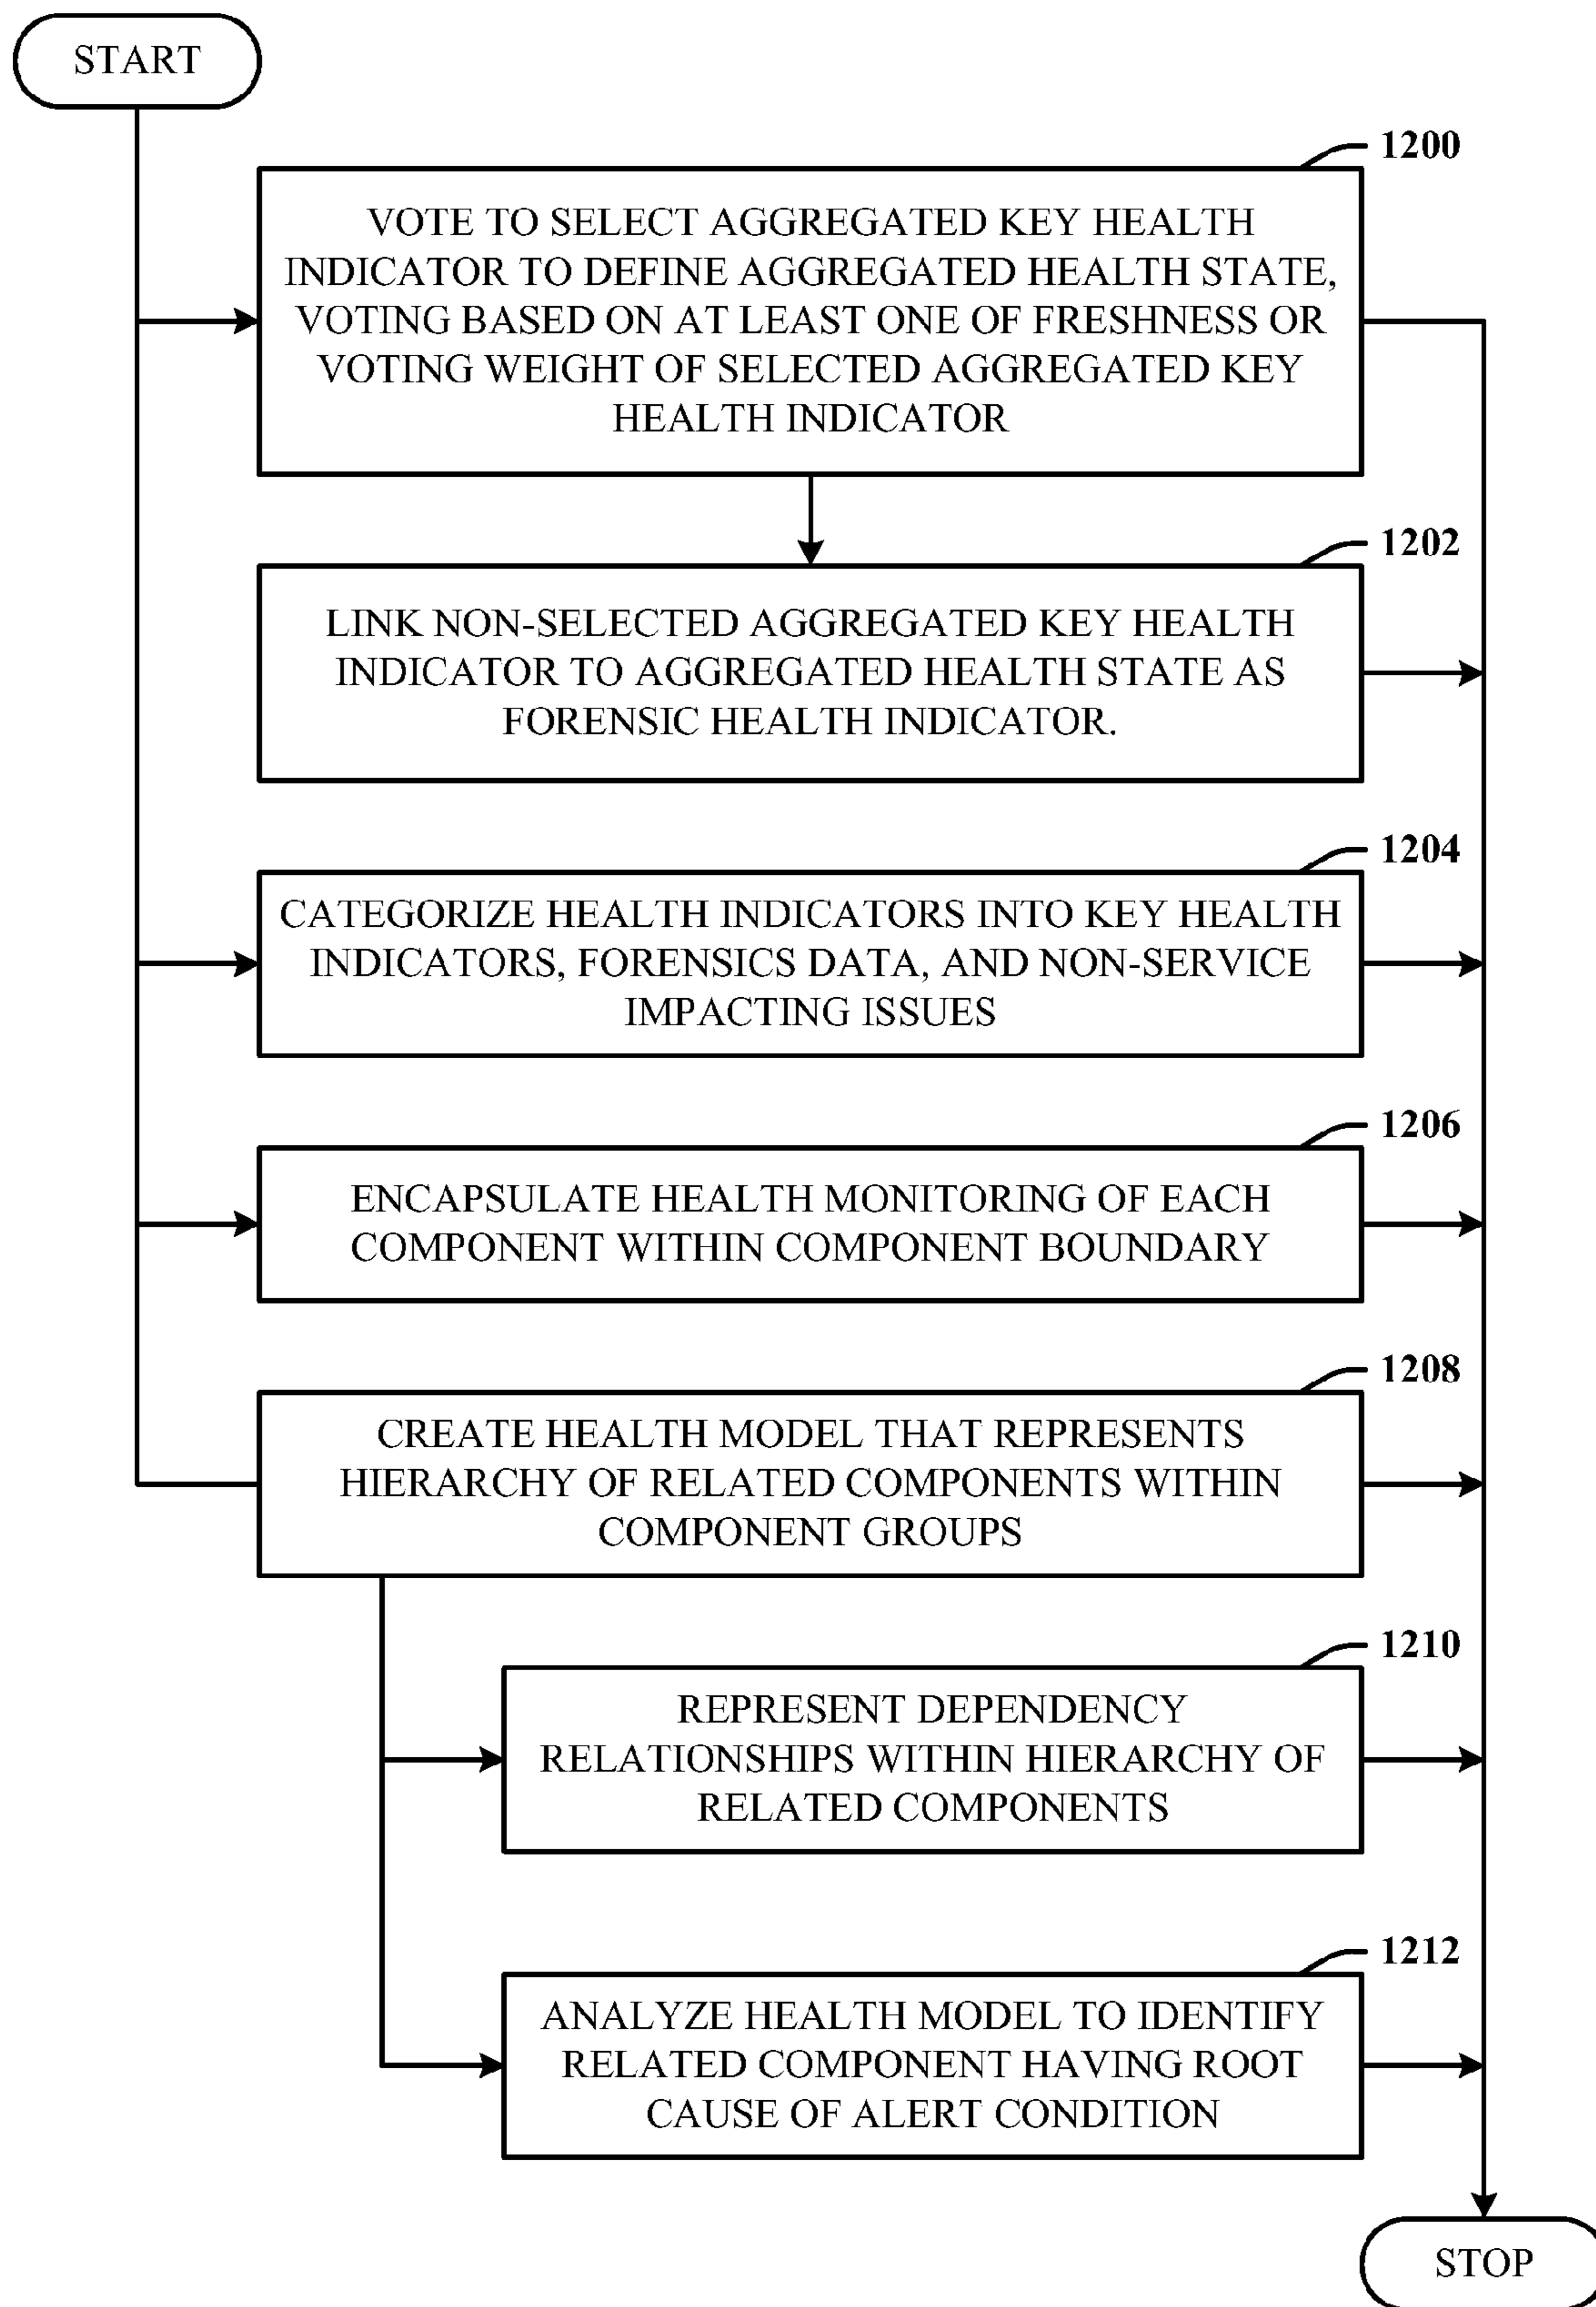 START
1200
VOTE TO SELECT AGGREGATED KEY HEALTH
INDICATOR TO DEFINE AGGREGATED HEALTH STATE,
VOTING BASED ON AT LEAST ONE OF FRESHNESS OR
VOTING WEIGHT OF SELECTED AGGREGATED KEY
HEALTH INDICATOR
1202
LINK NON-SELECTED AGGREGATED KEY HEALTH
INDICATOR TO AGGREGATED HEALTH STATE AS
FORENSIC HEALTH INDICATOR.
1204
CATEGORIZE HEALTH INDICATORS INTO KEY HEALTH
INDICATORS, FORENSICS DATA, AND NON-SERVICE
IMPACTING ISSUES
1206
ENCAPSULATE HEALTH MONITORING OF EACH
COMPONENT WITHIN COMPONENT BOUNDARY
1208
CREATE HEALTH MODEL THAT REPRESENTS
HIERARCHY OF RELATED COMPONENTS WITHIN
COMPONENT GROUPS
1210
REPRESENT DEPENDENCY
RELATIONSHIPS WITHIN HIERARCHY OF
RELATED COMPONENTS
1212
ANALYZE HEALTH MODEL TO IDENTIFY
RELATED COMPONENT HAVING ROOT
CAUSE OF ALERT CONDITION
STOP